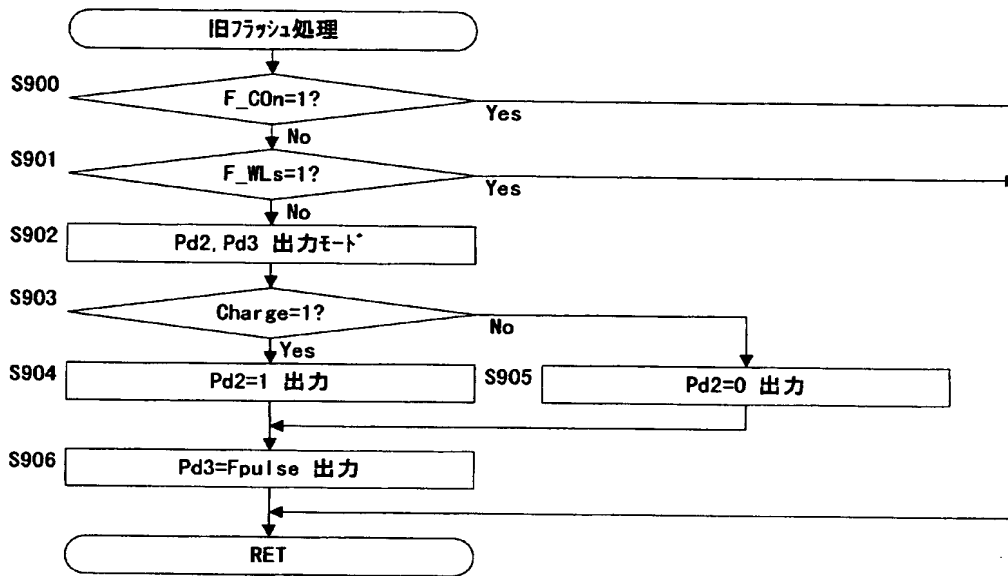 旧フラッシュ処理
S900
F_COn=1?
Yes
No
S901
F_WLs=1?
Yes
No
S902
Pd2,Pd3 出力モード
S903
Charge=1?
No
Yes
S904
Pd2=1 出力
S905
Pd2=0 出力
S906
Pd3=Fpulse 出力
RET